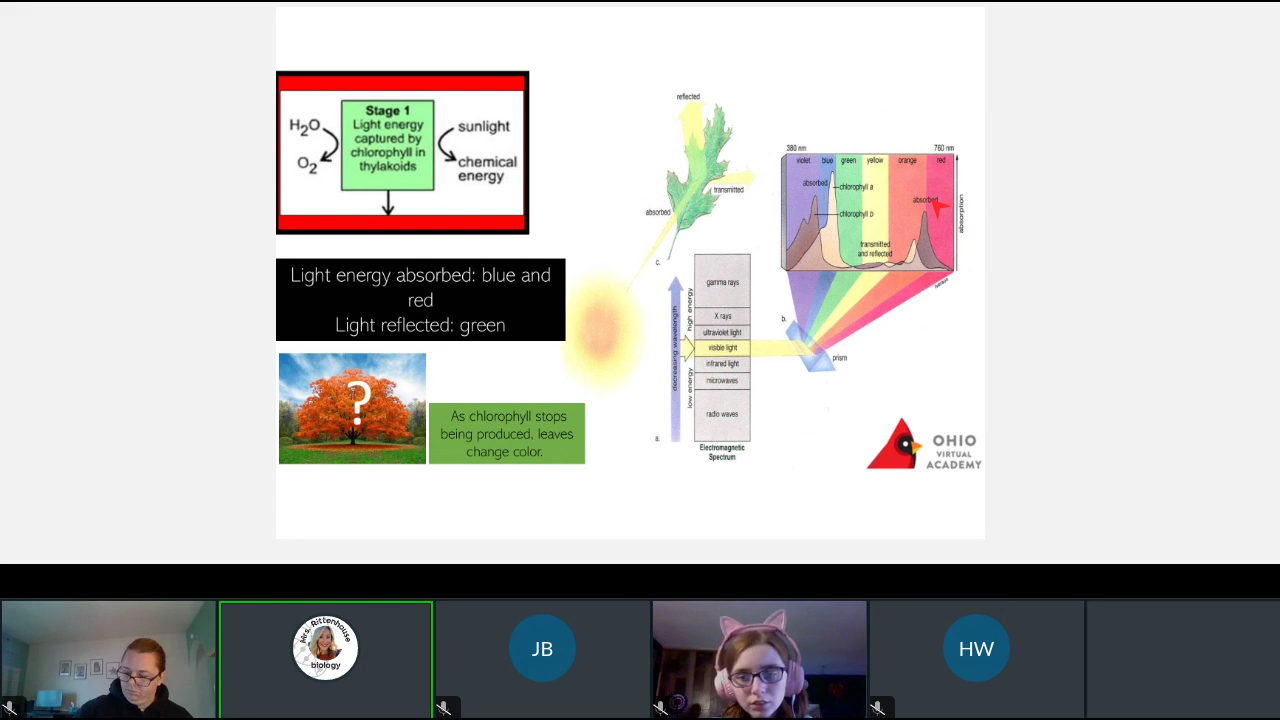 Stage 1
Light energy
captured by
chlorophyll in
thylakoids
H2O
O2
sunlight
chemical
energy
Light energy absorbed: blue and
red
Light reflected: green
?
As chlorophyll stops
being produced, leaves
change color.
reflected
transmitted
absorbed
c.
decreasing wavelength
high energy
low energy
gamma rays
X rays
ultraviolet light
visible light
infrared light
microwaves
radio waves
a.
Electromagnetic
Spectrum
380 nm
760 nm
violet
blue
green
yellow
orange
red
absorbed
chlorophyll a
chlorophyll b
absorbed
transmitted
and reflected
absorption
b.
prism
OHIO
VIRTUAL
ACADEMY
Mrs. Rittenhouse
biology
JB
HW